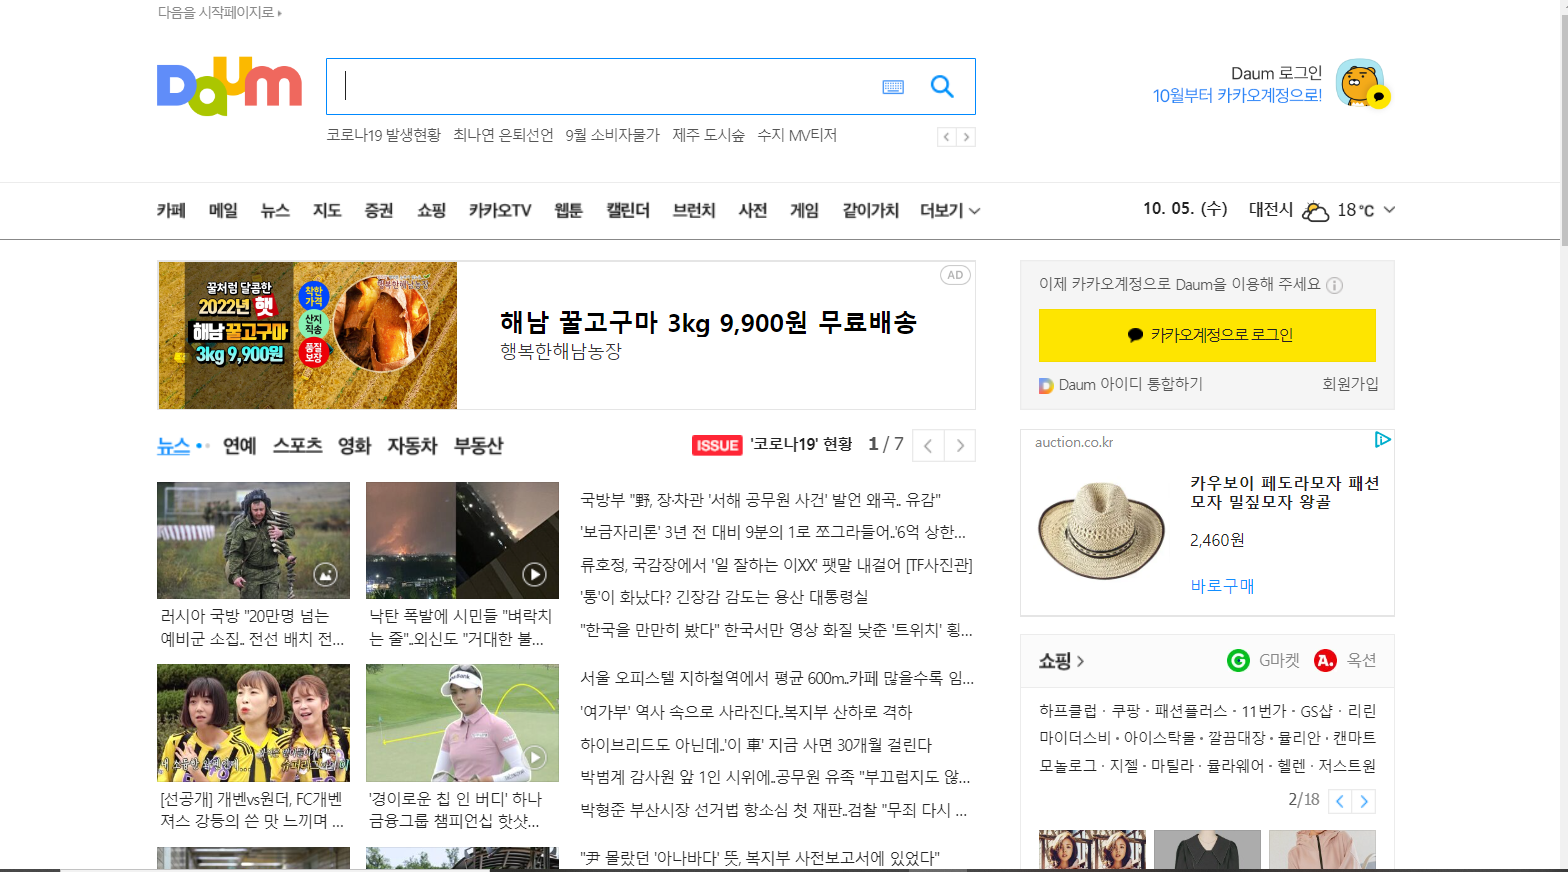 다음을 시작페이지로
Daum
코로나19 발생현황 최나연 은퇴선언 9월 소비자물가 제주 도시숲 수지 MV티저
Daum 로그인
10월부터 카카오계정으로!
카페 메일 뉴스 지도 증권 쇼핑 카카오TV 웹툰 캘린더 브런치 사전 게임 같이가치 더보기
10. 05. (수) 대전시 18 ℃
꿀처럼 달콤한
2022년 햇
해남 꿀고구마
3kg 9,900원
착한
가격
산지
직송
품질
보장
행복한해남농장
AD
해남 꿀고구마 3kg 9,900원 무료배송
행복한해남농장
이제 카카오계정으로 Daum을 이용해 주세요
카카오계정으로 로그인
Daum 아이디 통합하기 회원가입
뉴스 연예 스포츠 영화 자동차 부동산
ISSUE '코로나19' 현황 1 / 7
러시아 국방 "20만명 넘는
예비군 소집.. 전선 배치 전...
낙탄 폭발에 시민들 "벼락치
는 줄"..외신도 "거대한 불...
[선공개] 개벤vs원더, FC개벤
져스 강등의 쓴 맛 느끼며 ...
'경이로운 칩 인 버디' 하나
금융그룹 챔피언십 핫샷...
국방부 "野, 장·차관 '서해 공무원 사건' 발언 왜곡.. 유감"
'보금자리론' 3년 전 대비 9분의 1로 쪼그라들어..'6억 상한...
류호정, 국감장에서 '일 잘하는 이XX' 팻말 내걸어 [TF사진관]
'통'이 화났다? 긴장감 감도는 용산 대통령실
"한국을 만만히 봤다" 한국서만 영상 화질 낮춘 '트위치' 횡...
서울 오피스텔 지하철역에서 평균 600m..카페 많을수록 임...
'여가부' 역사 속으로 사라진다..복지부 산하로 격하
하이브리드도 아닌데..'이 車' 지금 사면 30개월 걸린다
박범계 감사원 앞 1인 시위에..공무원 유족 "부끄럽지도 않...
박형준 부산시장 선거법 항소심 첫 재판..검찰 "무죄 다시 ...
"尹 몰랐던 '아나바다' 뜻, 복지부 사전보고서에 있었다"
auction.co.kr
카우보이 페도라모자 패션
모자 밀짚모자 왕골
2,460원
바로구매
쇼핑 G G마켓 A. 옥션
하프클럽 · 쿠팡 · 패션플러스 · 11번가 · GS샵 · 리린
마이더스비 · 아이스탁몰 · 깔끔대장 · 뮬리안 · 캔마트
모놀로그 · 지젤 · 마틸라 · 뮬라웨어 · 헬렌 · 저스트원
2/18